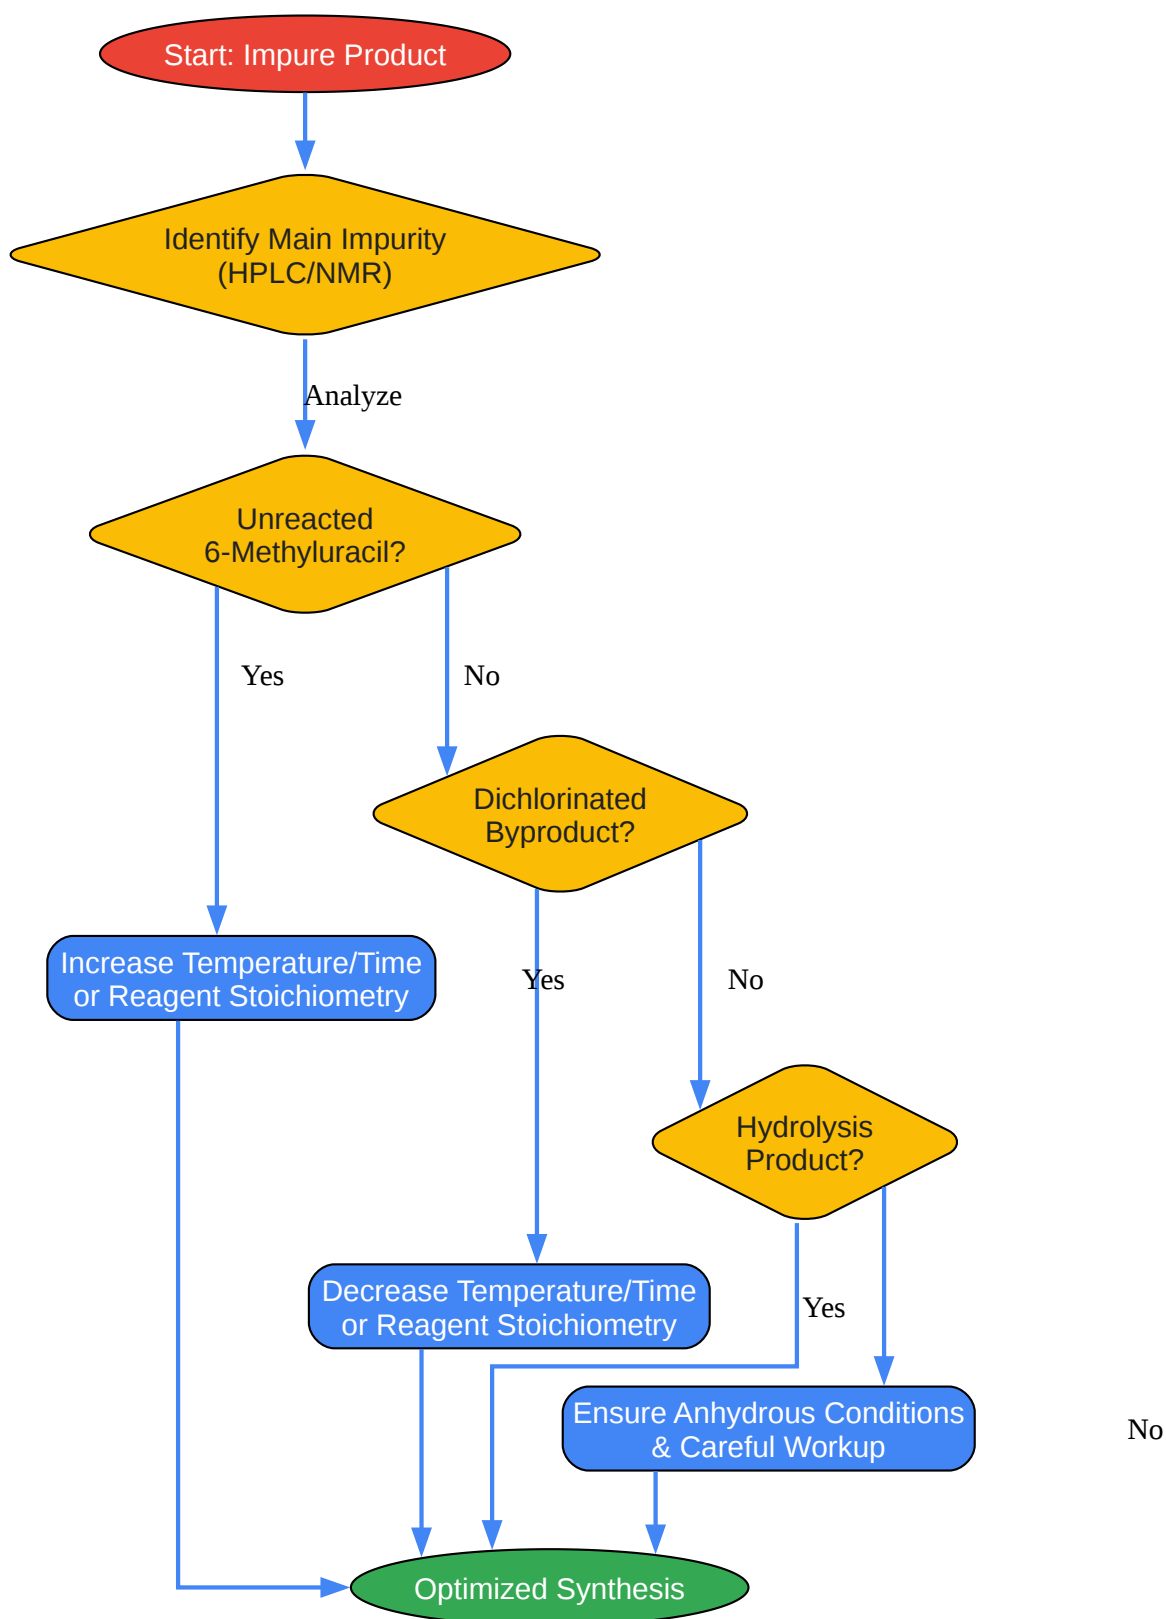 Start: Impure Product
Identify Main Impurity
(HPLC/NMR)
Analyze
Unreacted
6-Methyluracil?
Yes
No
Dichlorinated
Byproduct?
Increase Temperature/Time
or Reagent Stoichiometry
Yes
No
Hydrolysis
Product?
Decrease Temperature/Time
or Reagent Stoichiometry
Yes
Ensure Anhydrous Conditions
& Careful Workup
No
Optimized Synthesis